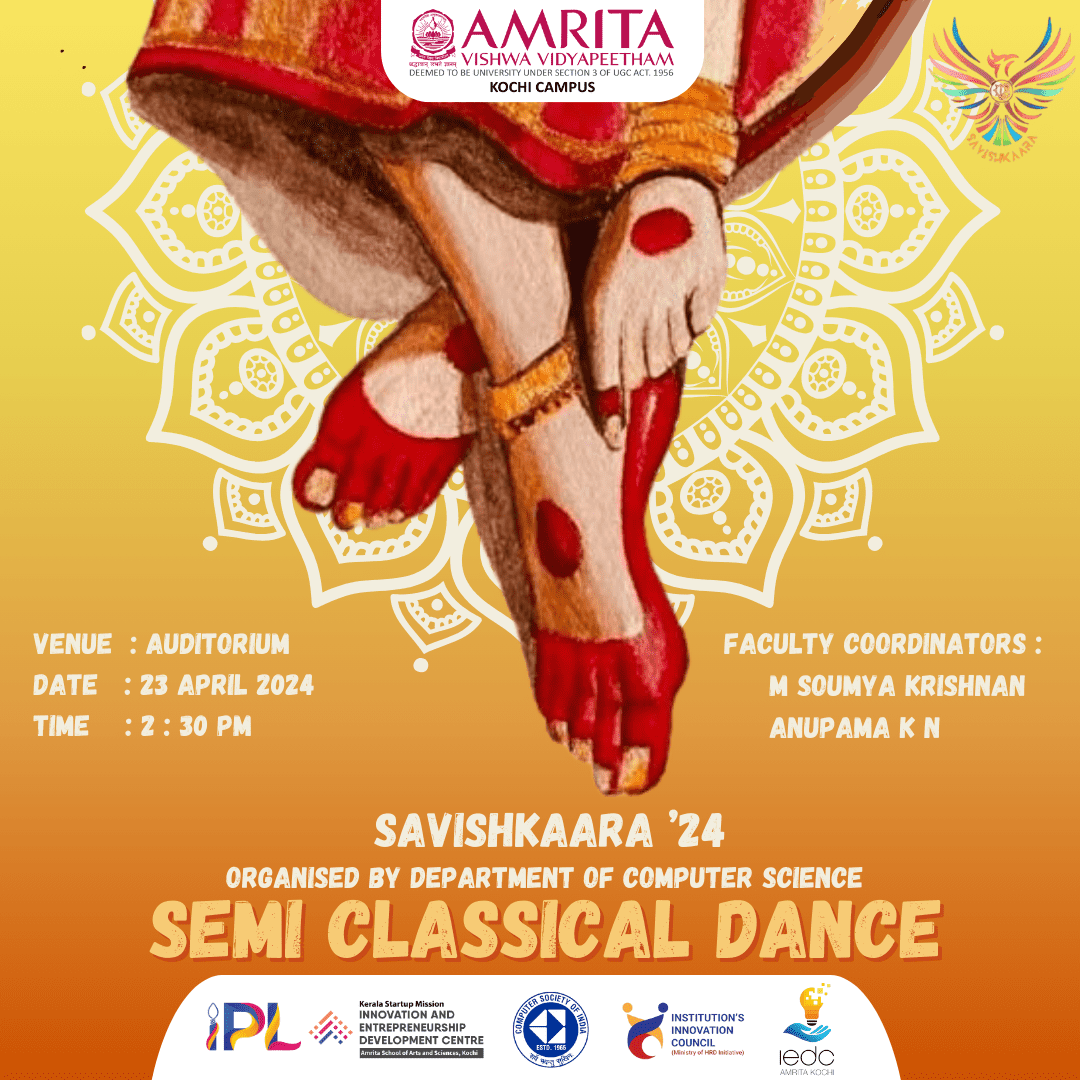 AMRITA
VISHWA VIDYAPEETHAM
DEEMED TO BE UNIVERSITY UNDER SECTION 3 OF UGC ACT. 1956
KOCHI CAMPUS
SAVISHKAARA
VENUE : AUDITORIUM
DATE : 23 APRIL 2024
TIME : 2 : 30 PM
FACULTY COORDINATORS :
M SOUMYA KRISHNAN
ANUPAMA K N
SAVISHKAARA '24
ORGANISED BY DEPARTMENT OF COMPUTER SCIENCE
SEMI CLASSICAL DANCE
iPL
Kerala Startup Mission
INNOVATION AND
ENTREPRENEURSHIP
DEVELOPMENT CENTRE
Amrita School of Arts and Sciences, Kochi
COMPUTER SOCIETY OF INDIA
ESTD. 1965
INSTITUTION'S
INNOVATION
COUNCIL
(Ministry of HRD Initiative)
iedc
AMRITA KOCHI